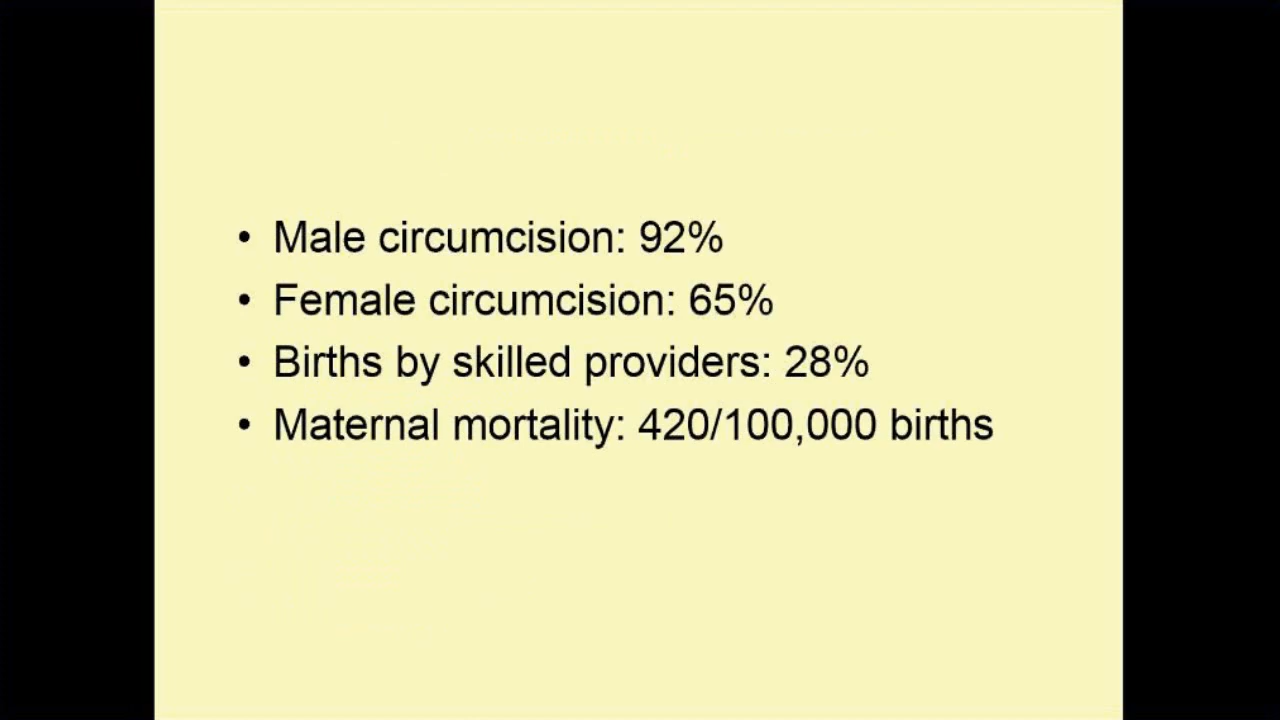 • Male circumcision: 92%
• Female circumcision: 65%
• Births by skilled providers: 28%
• Maternal mortality: 420/100,000 births